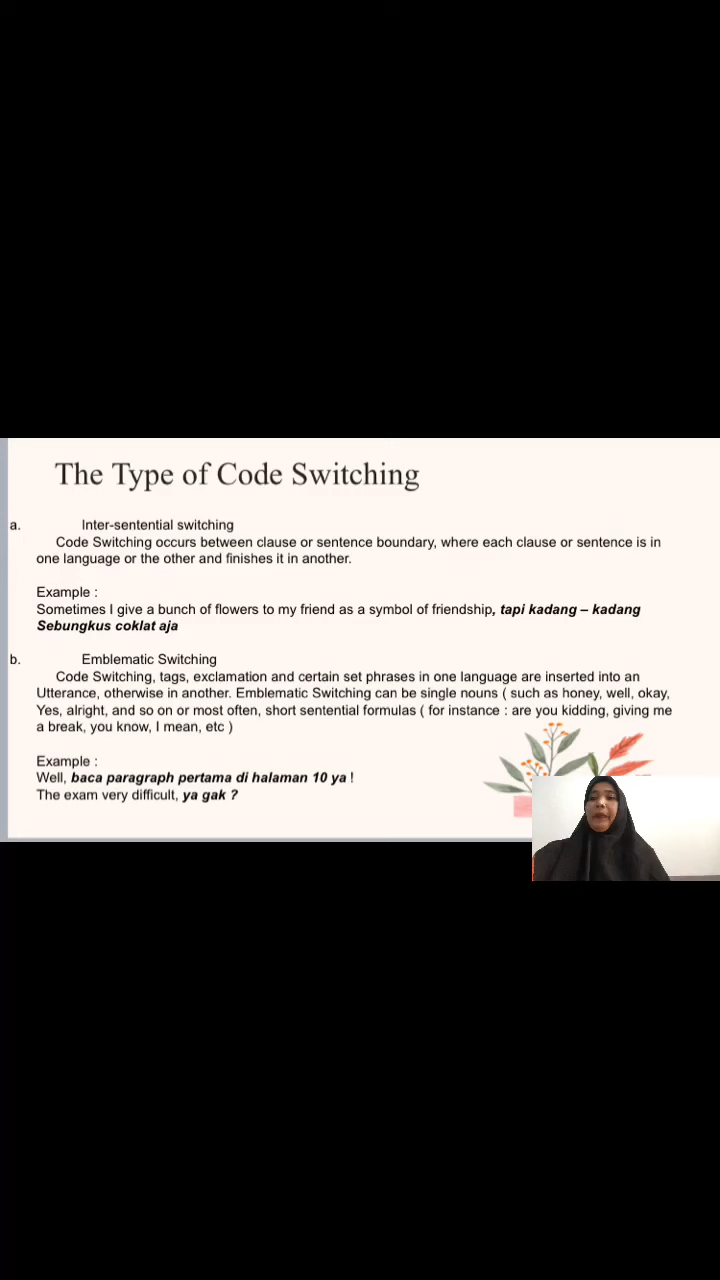 The Type of Code Switching
a. Inter-sentential switching
Code Switching occurs between clause or sentence boundary, where each clause or sentence is in
one language or the other and finishes it in another.
Example :
Sometimes I give a bunch of flowers to my friend as a symbol of friendship, tapi kadang – kadang
Sebungkus coklat aja
b. Emblematic Switching
Code Switching, tags, exclamation and certain set phrases in one language are inserted into an
Utterance, otherwise in another. Emblematic Switching can be single nouns ( such as honey, well, okay,
Yes, alright, and so on or most often, short sentential formulas ( for instance : are you kidding, giving me
a break, you know, I mean, etc )
Example :
Well, baca paragraph pertama di halaman 10 ya !
The exam very difficult, ya gak ?